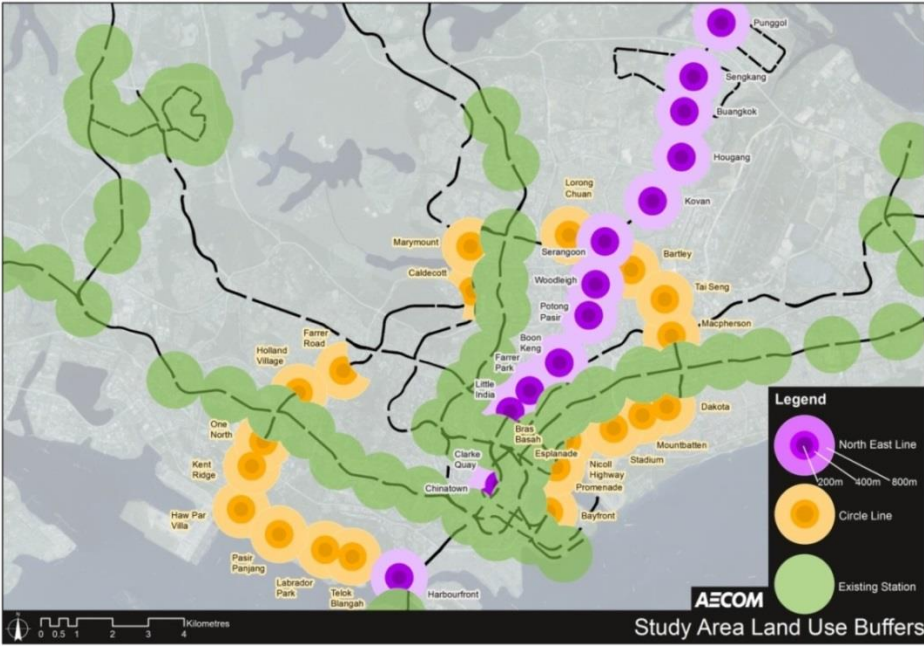 Punggol
Sengkang
Buangkok
Hougang
Kovan
Lorong
Chuan
Marymount
Serangoon
Bartley
Caldecott
Woodleigh
Tai Seng
Potong
Pasir
Macpherson
Farrer
Road
Boon
Keng
Holland
Village
Farrer
Park
Little
India
Dakota
One
North
Bras
Basah
Mountbatten
Clarke
Quay
Esplanade
Stadium
Kent
Ridge
Nicoll
Highway
Chinatown
Promenade
Haw Par
Villa
Bayfront
Pasir
Panjang
Labrador
Park
Telok
Blangah
Harbourfront
Legend
North East Line
200m 400m 800m
Circle Line
Existing Station
AECOM
Study Area Land Use Buffers
Kilometres
0 0.5 1 2 3 4